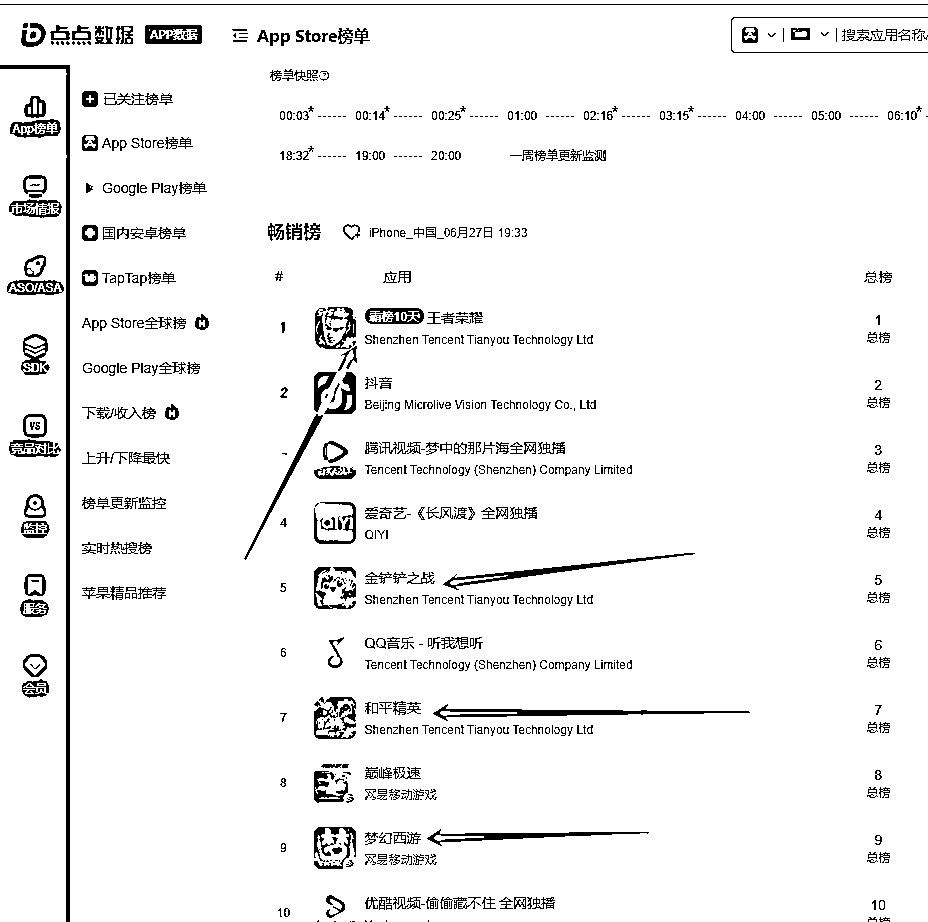 点点数据 APP数据 App Store榜单 搜索应用名称
榜单快照
00:03* ------ 00:14* ------ 00:25* ------ 01:00 ------ 02:16* ------ 03:15* ------ 04:00 ------ 05:00 ------ 06:10* -
18:32* ------ 19:00 ------ 20:00 一周榜单更新监测
App榜单
市场情报
ASO/ASA
SDK
VS
竞品对比
监控
服务
会员
已关注榜单
App Store榜单
Google Play榜单
国内安卓榜单
TapTap榜单
App Store全球榜
Google Play全球榜
下载/收入榜
上升/下降最快
榜单更新监控
实时热搜榜
苹果精品推荐
畅销榜 iPhone_中国_06月27日 19:33
# 应用 总榜
1 霸榜10天 王者荣耀 1
Shenzhen Tencent Tianyou Technology Ltd 总榜
2 抖音 2
Beijing Microlive Vision Technology Co., Ltd 总榜
腾讯视频-梦中的那片海全网独播 3
Tencent Technology (Shenzhen) Company Limited 总榜
4 爱奇艺-《长风渡》全网独播 4
QIYI 总榜
5 金铲铲之战 5
Shenzhen Tencent Tianyou Technology Ltd 总榜
6 QQ音乐 - 听我想听 6
Tencent Technology (Shenzhen) Company Limited 总榜
7 和平精英 7
Shenzhen Tencent Tianyou Technology Ltd 总榜
8 巅峰极速 8
网易移动游戏 总榜
9 梦幻西游 9
网易移动游戏 总榜
10 优酷视频-偷偷藏不住 全网独播 10